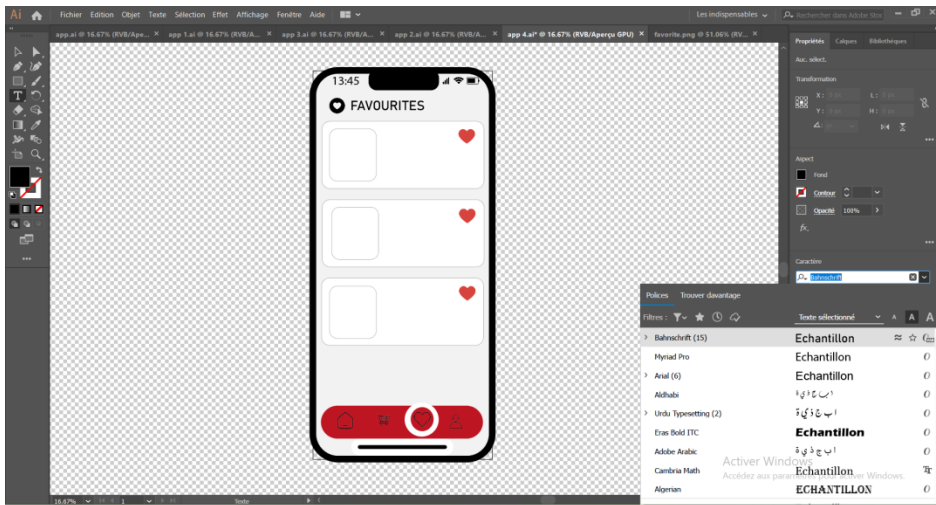 Ai Fichier Edition Objet Texte Sélection Effet Affichage Fenêtre Aide Les indispensables Rechercher dans Adobe Stoc
app.ai @ 16.67% (RVB/Ape... × app 1.ai @ 16.67% (RVB/A... × app 3.ai @ 16.67% (RVB/A... × app 2.ai @ 16.67% (RVB/A... × app 4.ai* @ 16.67% (RVB/Aperçu GPU) × favorite.png @ 51.06% (RV... ×
Propriétés Calques Bibliothèques
Auc. sélect.
Transformation
X : L :
Y : H :
13:45
FAVOURITES
Aspect
Fond
Contour
Opacité 100%
fx.
Caractère
Bahnschrift
Polices Trouver davantage
Filtres : Texte sélectionné A A A
Bahnschrift (15) Echantillon
Myriad Pro Echantillon
Arial (6) Echantillon
Aldhabi ا ب ج ذ ي ة
Urdu Typesetting (2) ا ب ج ذ ي ة
Eras Bold ITC Echantillon
Adobe Arabic ا ب ج ذ ي ة
Cambria Math Echantillon
Algerian ECHANTILLON
Activer Windows
Accédez aux paramètres pour activer Windows.
16.67% 1 Texte